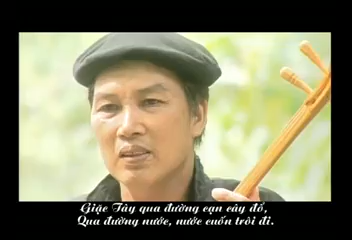 Giặc Tây qua đường cạn cây đổ,
Qua đường nước, nước cuốn trôi đi.